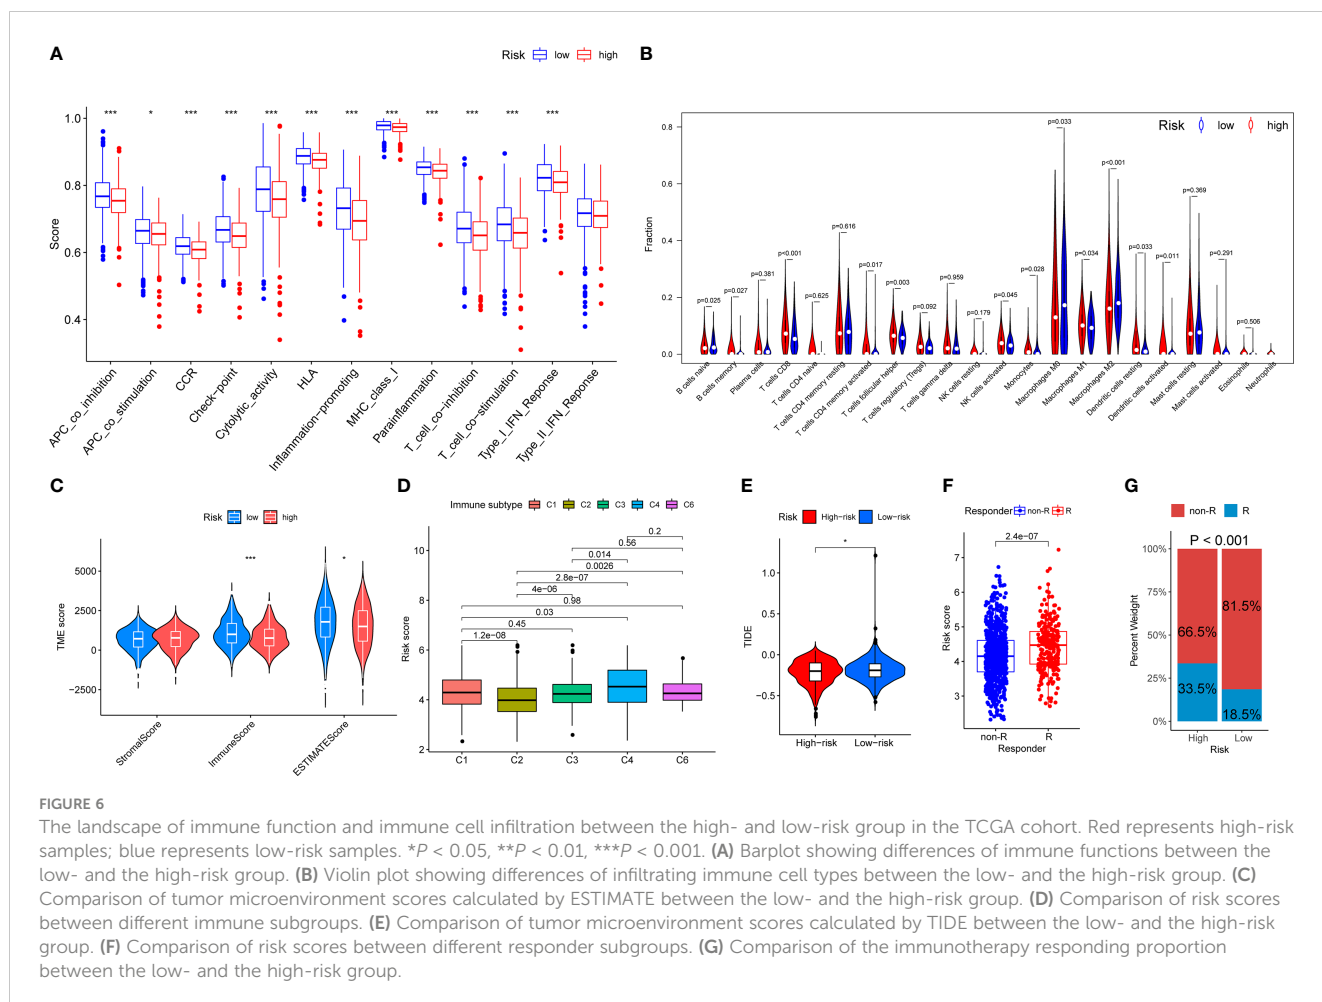 A
Risk low high
*** * *** *** *** *** *** *** *** *** *** ***
Score
1.0
0.8
0.6
0.4
APC_co_inhibition
APC_co_stimulation
CCR
Check-point
Cytolytic_activity
HLA
Inflammation-promoting
MHC_class_I
Parainflammation
T_cell_co-inhibition
T_cell_co-stimulation
Type_I_IFN_Reponse
Type_II_IFN_Reponse
B
Risk low high
Fraction
0.8
0.6
0.4
0.2
0.0
p=0.025
p=0.027
p=0.381
p<0.001
p=0.625
p=0.616
p=0.017
p=0.003
p=0.092
p=0.959
p=0.179
p=0.045
p=0.028
p=0.033
p=0.034
p<0.001
p=0.033
p=0.011
p=0.369
p=0.291
p=0.506
B cells naive
B cells memory
Plasma cells
T cells CD8
T cells CD4 naive
T cells CD4 memory resting
T cells CD4 memory activated
T cells follicular helper
T cells regulatory (Tregs)
T cells gamma delta
NK cells resting
NK cells activated
Monocytes
Macrophages M0
Macrophages M1
Macrophages M2
Dendritic cells resting
Dendritic cells activated
Mast cells resting
Mast cells activated
Eosinophils
Neutrophils
C
Risk low high
*** *
TME score
5000
2500
0
−2500
StromalScore
ImmuneScore
ESTIMATEScore
D
Immune subtype C1 C2 C3 C4 C6
Risk score
10
8
6
4
2
0.2
0.56
0.014
0.0026
2.8e−07
4e−06
0.98
0.03
0.45
1.2e−08
C1 C2 C3 C4 C6
E
Risk High-risk Low-risk
*
TIDE
1.0
0.5
0.0
−0.5
High-risk Low-risk
F
Responder non-R R
2.4e−07
Risk score
7
6
5
4
3
non-R R
Responder
G
non-R R
P < 0.001
Percent Weidght
100%
75%
50%
25%
0%
66.5%
33.5%
81.5%
18.5%
High Low
Risk
FIGURE 6
The landscape of immune function and immune cell infiltration between the high- and low-risk group in the TCGA cohort. Red represents high-risk
samples; blue represents low-risk samples. *P < 0.05, **P < 0.01, ***P < 0.001. (A) Barplot showing differences of immune functions between the
low- and the high-risk group. (B) Violin plot showing differences of infiltrating immune cell types between the low- and the high-risk group. (C)
Comparison of tumor microenvironment scores calculated by ESTIMATE between the low- and the high-risk group. (D) Comparison of risk scores
between different immune subgroups. (E) Comparison of tumor microenvironment scores calculated by TIDE between the low- and the high-risk
group. (F) Comparison of risk scores between different responder subgroups. (G) Comparison of the immunotherapy responding proportion
between the low- and the high-risk group.